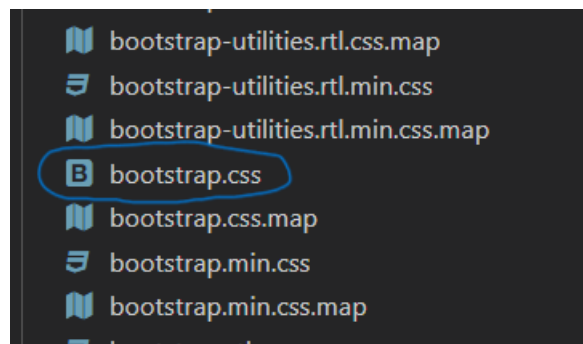 bootstrap-utilities.rtl.css.map
bootstrap-utilities.rtl.min.css
bootstrap-utilities.rtl.min.css.map
B bootstrap.css
bootstrap.css.map
bootstrap.min.css
bootstrap.min.css.map